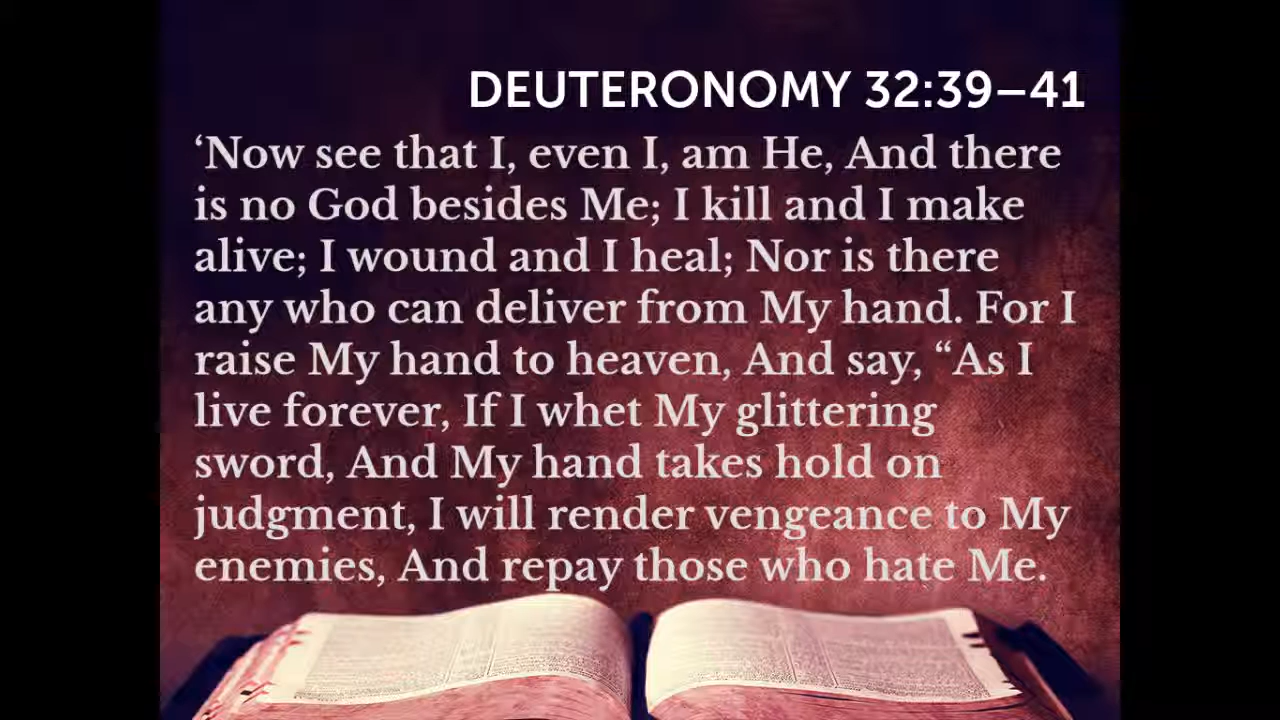 DEUTERONOMY 32:39–41
‘Now see that I, even I, am He, And there
is no God besides Me; I kill and I make
alive; I wound and I heal; Nor is there
any who can deliver from My hand. For I
raise My hand to heaven, And say, “As I
live forever, If I whet My glittering
sword, And My hand takes hold on
judgment, I will render vengeance to My
enemies, And repay those who hate Me.